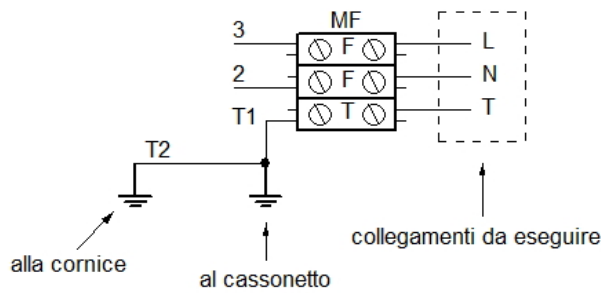 MF
3 F L
2 F N
T1 T T
T2
alla cornice
al cassonetto
collegamenti da eseguire